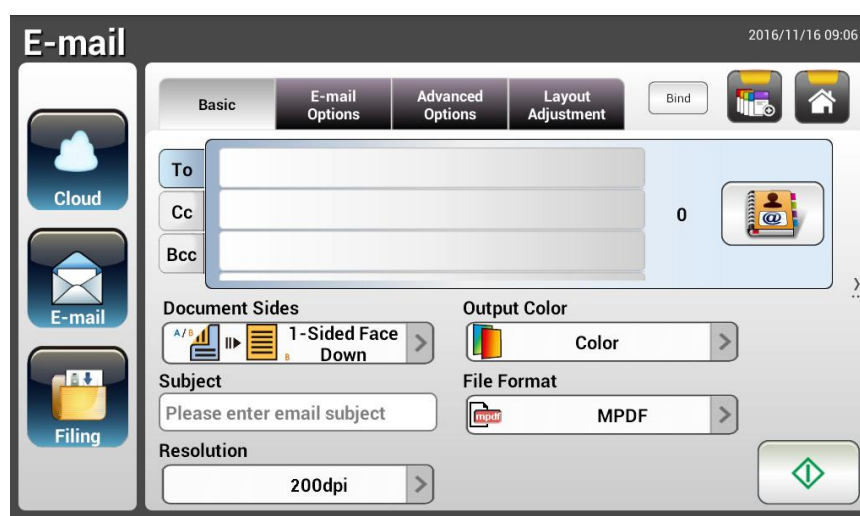 E-mail
2016/11/16 09:06
Cloud
E-mail
Filing
Basic
E-mail
Options
Advanced
Options
Layout
Adjustment
Bind
To
Cc
Bcc
0
@
Document Sides
A/B
B
1-Sided Face
Down
Output Color
Color
Subject
Please enter email subject
File Format
mpdf
MPDF
Resolution
200dpi